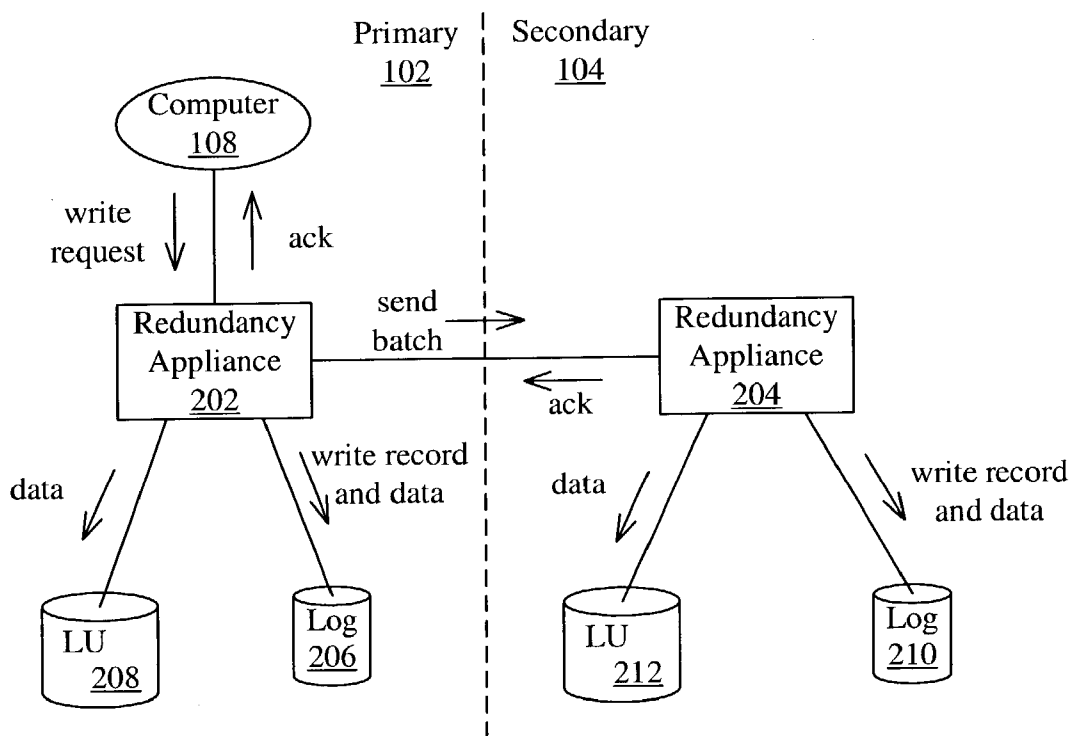 Primary
102
Secondary
104
Computer
108
write
request
ack
send
batch
Redundancy
Appliance
202
Redundancy
Appliance
204
ack
data
write record
and data
data
write record
and data
LU
208
Log
206
LU
212
Log
210